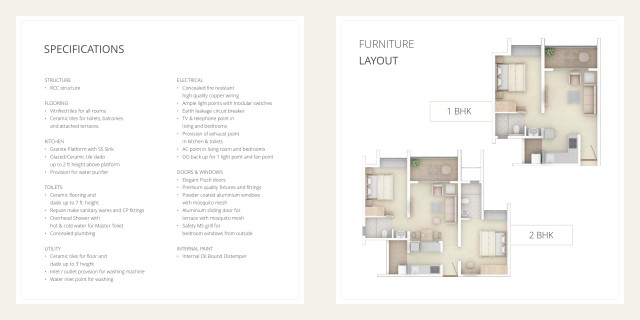 SPECIFICATIONS
STRUCTURE
• RCC structure
FLOORING
• Vitrified tiles for all rooms
• Ceramic tiles for toilets, balconies
and attached terraces
KITCHEN
• Granite Platform with SS Sink
• Glazed/Ceramic tile dado
up to 2 ft height above platform
• Provision for water purifier
TOILETS
• Ceramic flooring and
dado up to 7 ft. height
• Repute make sanitary wares and CP fittings
• Overhead Shower with
hot & cold water for Master Toilet
• Concealed plumbing
UTILITY
• Ceramic tiles for floor and
dado up to 3' height
• Inlet / outlet provision for washing machine
• Water inlet point for washing
ELECTRICAL
• Concealed fire resistant
high quality copper wiring
• Ample light points with modular switches
• Earth leakage circuit breaker
• TV & telephone point in
living and bedrooms
• Provision of exhaust point
in kitchen & toilets
• AC point in living room and bedrooms
• DG back up for 1 light point and fan point
DOORS & WINDOWS
• Elegant Flush doors
• Premium quality fixtures and fittings
• Powder coated aluminium windows
with mosquito mesh
• Aluminium sliding door for
terrace with mosquito mesh
• Safety MS grill for
bedroom windows from outside
INTERNAL PAINT
• Internal Oil Bound Distemper
FURNITURE
LAYOUT
1 BHK
2 BHK